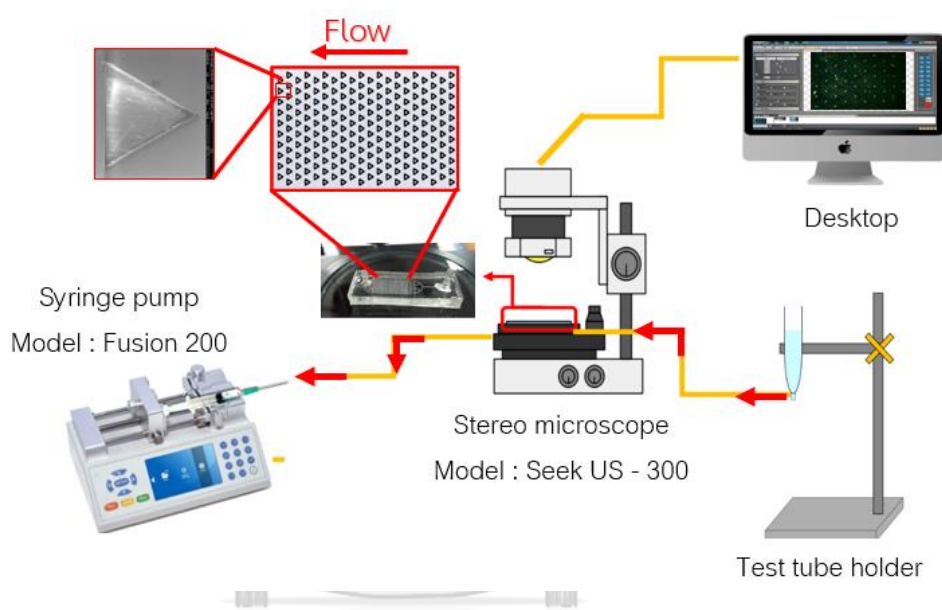 Flow
Desktop
Syringe pump
Model : Fusion 200
Stereo microscope
Model : Seek US - 300
Test tube holder